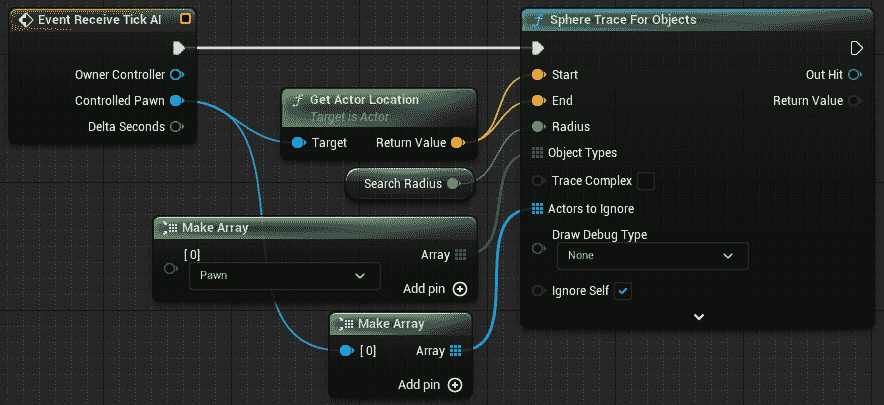 Event Receive Tick AI
Owner Controller
Controlled Pawn
Delta Seconds
Get Actor Location
Target is Actor
Target Return Value
Search Radius
Make Array
[ 0] Array
Pawn
Add pin
Make Array
[ 0] Array
Add pin
Sphere Trace For Objects
Start Out Hit
End Return Value
Radius
Object Types
Trace Complex
Actors to Ignore
Draw Debug Type
None
Ignore Self